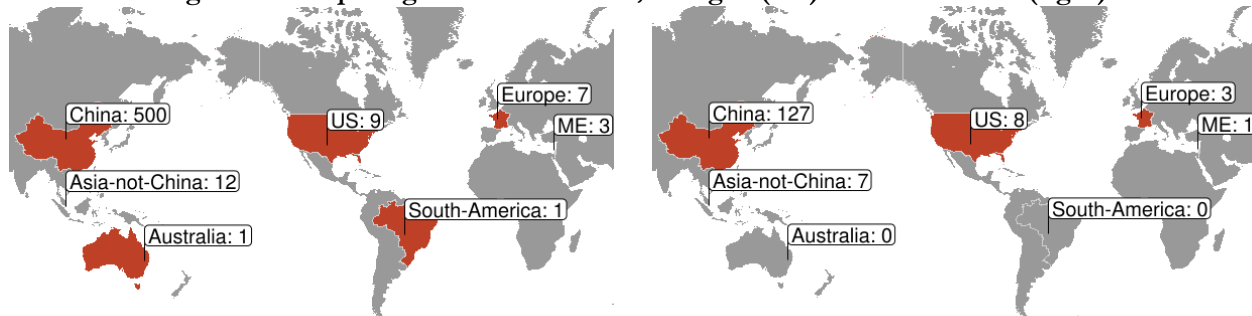 Europe: 7
China: 500
US: 9
ME: 3
Asia-not-China: 12
South-America: 1
Australia: 1
Europe: 3
China: 127
US: 8
ME: 1
Asia-not-China: 7
South-America: 0
Australia: 0